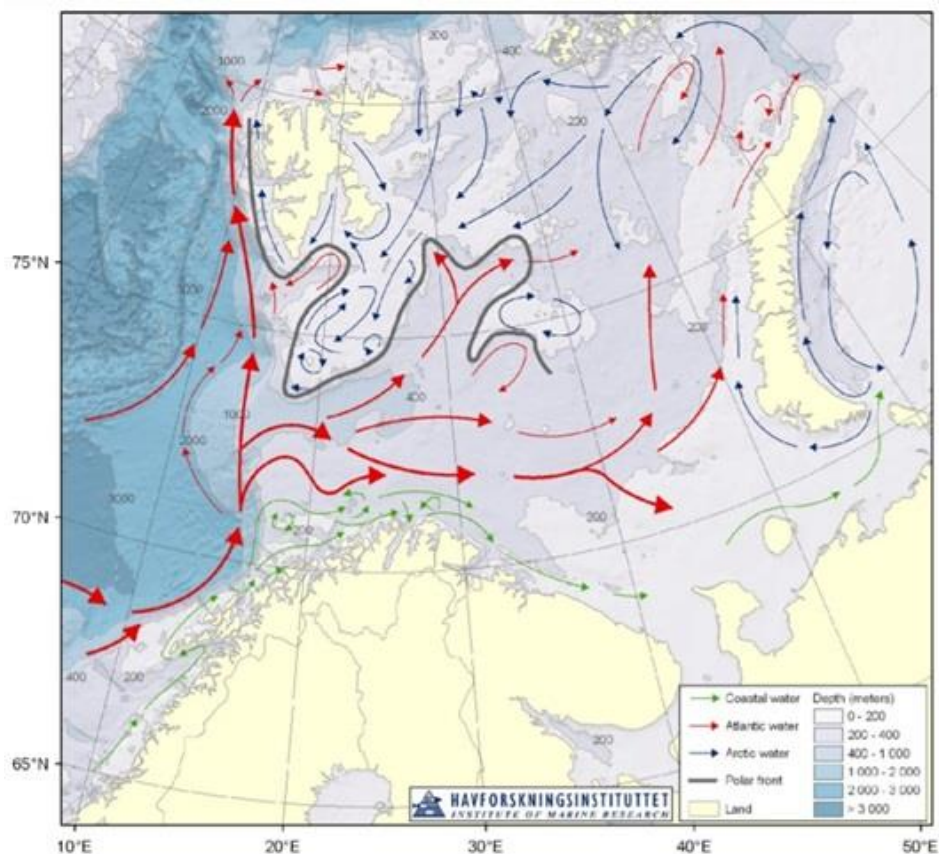 200
400
1000
2000
200
75°N
1000
200
400
1000
2000
3000
70°N
200
200
400
200
65°N
200
Coastal water
Atlantic water
Arctic water
Polar front
Land
Depth (meters)
0 - 200
200 - 400
400 - 1 000
1 000 - 2 000
2 000 - 3 000
> 3 000
HAVFORSKNINGSINSTITUTTET
INSTITUTE OF MARINE RESEARCH
10°E
20°E
30°E
40°E
50°E